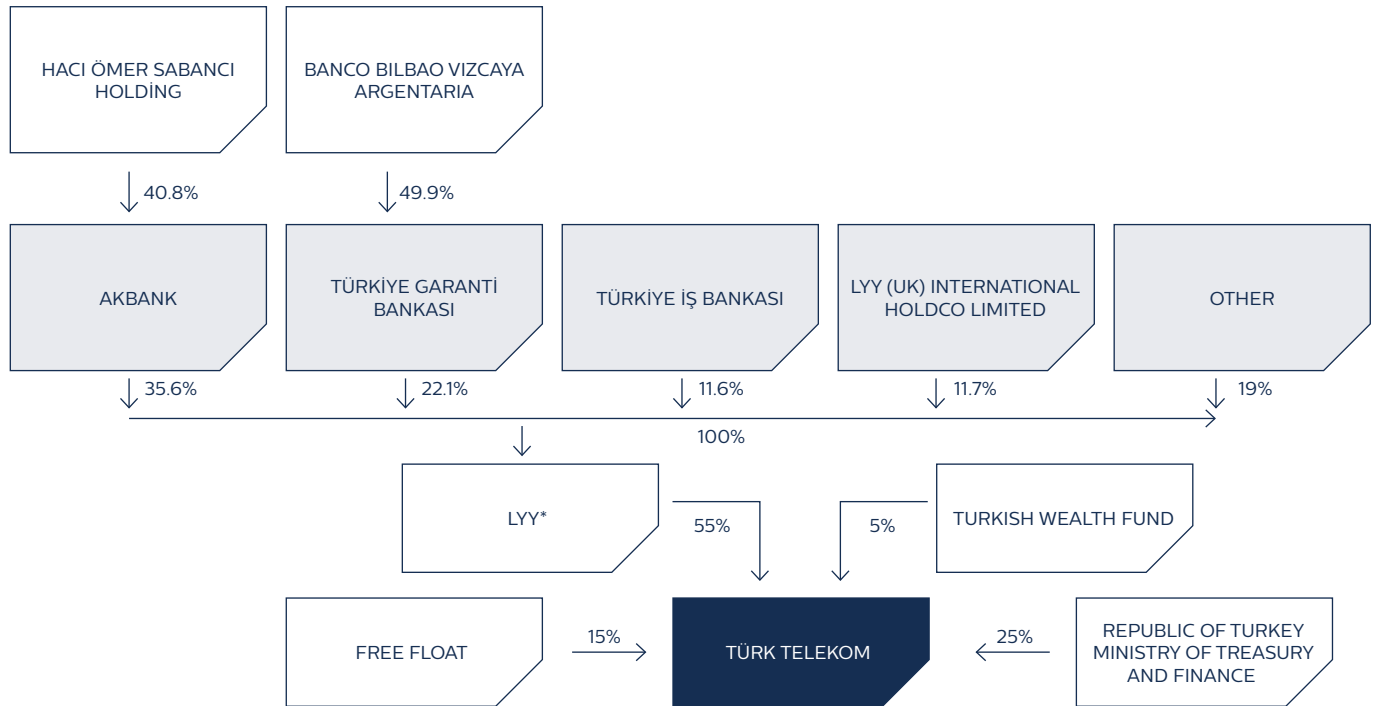 HACI ÖMER SABANCI
HOLDİNG
BANCO BILBAO VIZCAYA
ARGENTARIA
40.8%
49.9%
AKBANK
TÜRKİYE GARANTİ
BANKASI
TÜRKİYE İŞ BANKASI
LYY (UK) INTERNATIONAL
HOLDCO LIMITED
OTHER
35.6%
22.1%
11.6%
11.7%
19%
100%
LYY*
55%
5%
TURKISH WEALTH FUND
FREE FLOAT
15%
TÜRK TELEKOM
25%
REPUBLIC OF TURKEY
MINISTRY OF TREASURY
AND FINANCE